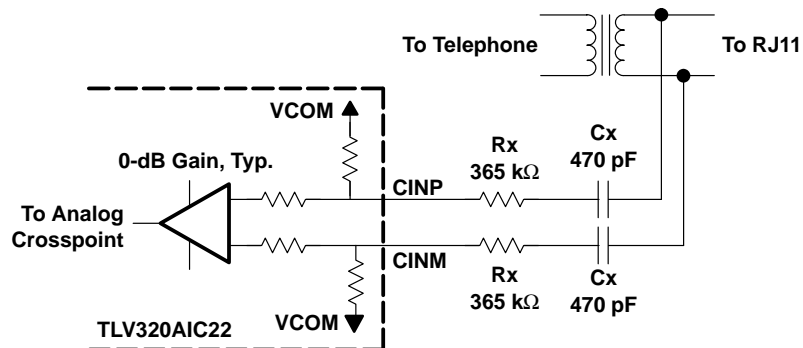 To Telephone
To RJ11
VCOM
Rx
365 kΩ
Cx
470 pF
0-dB Gain, Typ.
CINP
To Analog
Crosspoint
CINM
Rx
365 kΩ
Cx
470 pF
VCOM
TLV320AIC22